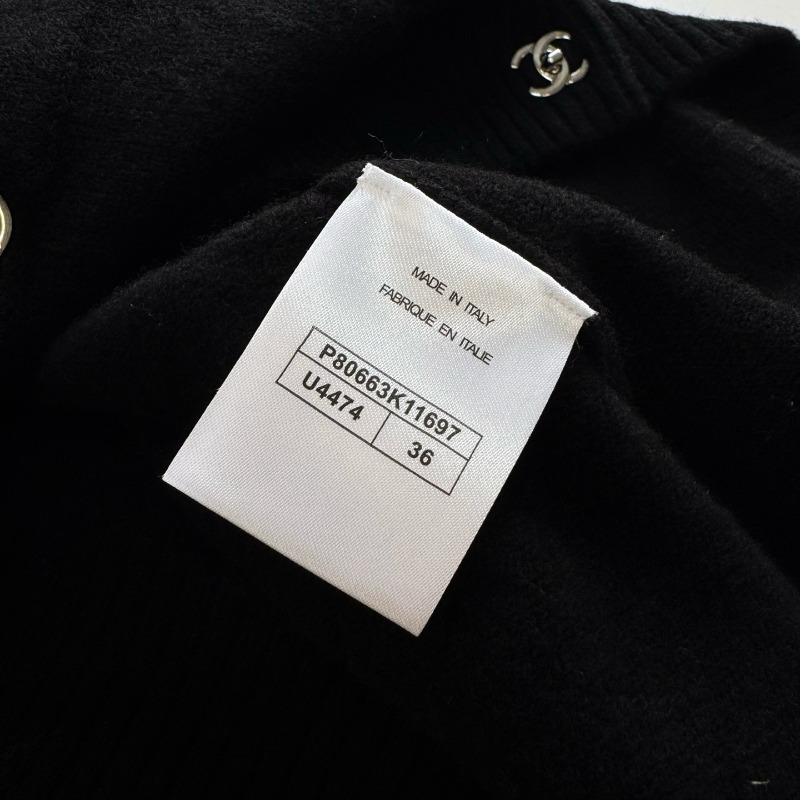 MADE IN ITALY
FABRIQUE EN ITALIE
P80663K11697
U4474 36